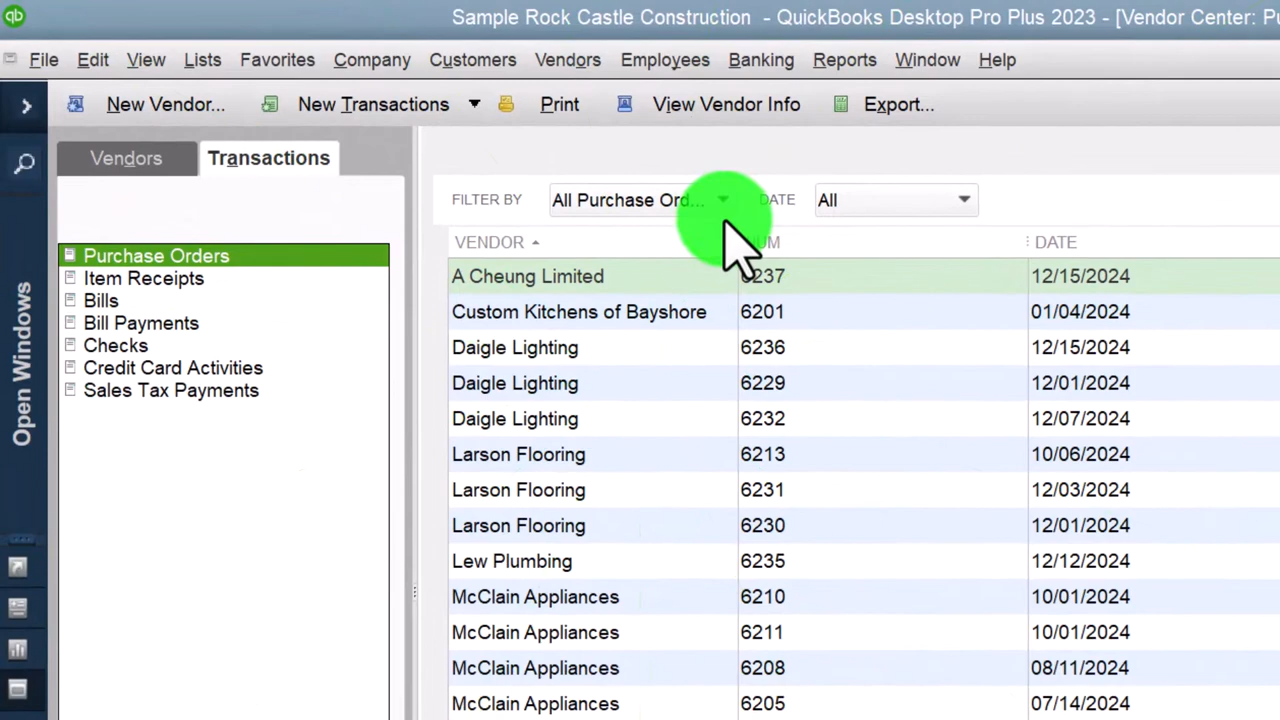 qb
Sample Rock Castle Construction - QuickBooks Desktop Pro Plus 2023 - [Vendor Center:
File Edit View Lists Favorites Company Customers Vendors Employees Banking Reports Window Help
New Vendor... New Transactions Print View Vendor Info Export...
Open Windows
Vendors Transactions
Purchase Orders
Item Receipts
Bills
Bill Payments
Checks
Credit Card Activities
Sales Tax Payments
FILTER BY All Purchase Ord... DATE All
VENDOR UM DATE
A Cheung Limited 6237 12/15/2024
Custom Kitchens of Bayshore 6201 01/04/2024
Daigle Lighting 6236 12/15/2024
Daigle Lighting 6229 12/01/2024
Daigle Lighting 6232 12/07/2024
Larson Flooring 6213 10/06/2024
Larson Flooring 6231 12/03/2024
Larson Flooring 6230 12/01/2024
Lew Plumbing 6235 12/12/2024
McClain Appliances 6210 10/01/2024
McClain Appliances 6211 10/01/2024
McClain Appliances 6208 08/11/2024
McClain Appliances 6205 07/14/2024